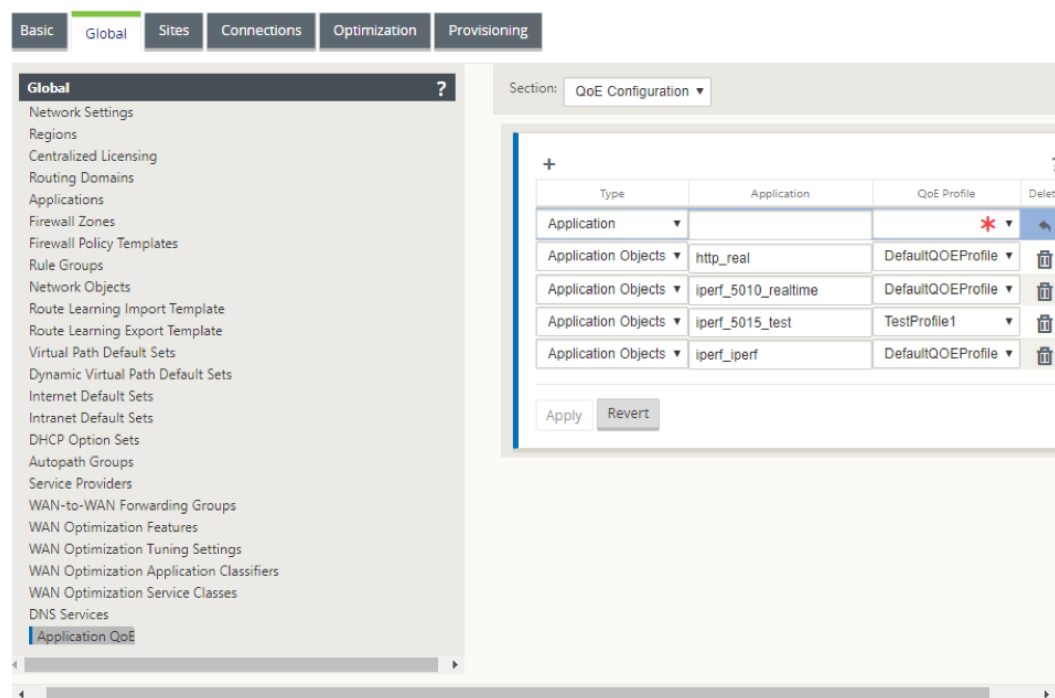 Basic Global Sites Connections Optimization Provisioning
Global ?
Network Settings
Regions
Centralized Licensing
Routing Domains
Applications
Firewall Zones
Firewall Policy Templates
Rule Groups
Network Objects
Route Learning Import Template
Route Learning Export Template
Virtual Path Default Sets
Dynamic Virtual Path Default Sets
Internet Default Sets
Intranet Default Sets
DHCP Option Sets
Autopath Groups
Service Providers
WAN-to-WAN Forwarding Groups
WAN Optimization Features
WAN Optimization Tuning Settings
WAN Optimization Application Classifiers
WAN Optimization Service Classes
DNS Services
Application QoE
Section: QoE Configuration
+ ?
Type Application QoE Profile Delet
Application *
Application Objects http_real DefaultQOEProfile
Application Objects iperf_5010_realtime DefaultQOEProfile
Application Objects iperf_5015_test TestProfile1
Application Objects iperf_iperf DefaultQOEProfile
Apply Revert